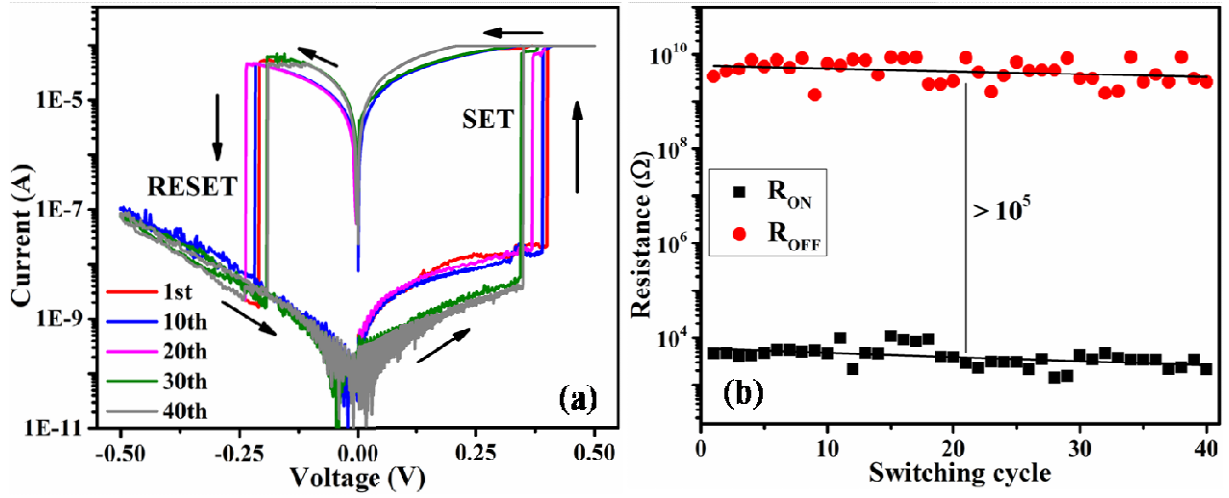 1E-5
1E-7
1E-9
1E-11
Current (A)
SET
RESET
1st
10th
20th
30th
40th
(a)
-0.50
-0.25
0.00
0.25
0.50
Voltage (V)
10^10
10^8
10^6
10^4
Resistance (Ω)
R_ON
R_OFF
> 10^5
(b)
0
10
20
30
40
Switching cycle